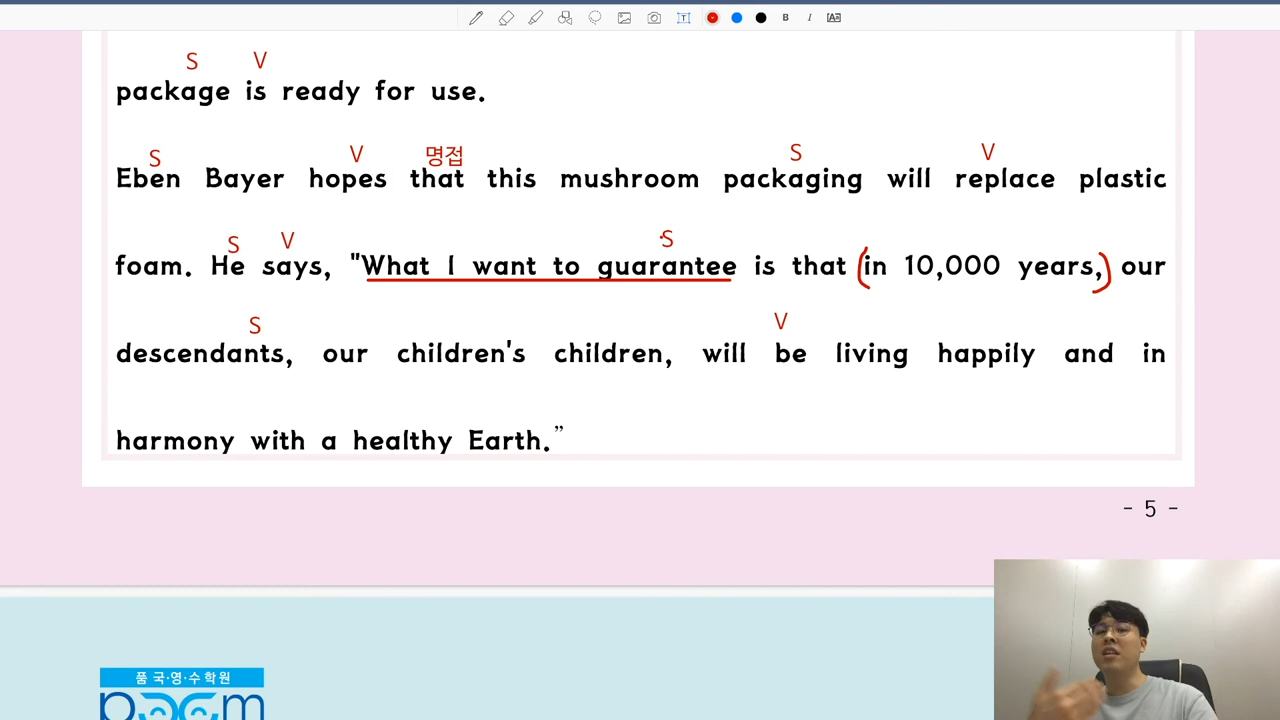 B I A
S V
package is ready for use.
S V 명접 S V
Eben Bayer hopes that this mushroom packaging will replace plastic
S V S
foam. He says, "What I want to guarantee is that (in 10,000 years,) our
S V
descendants, our children's children, will be living happily and in
harmony with a healthy Earth.”
- 5 -
품 국·영·수학원